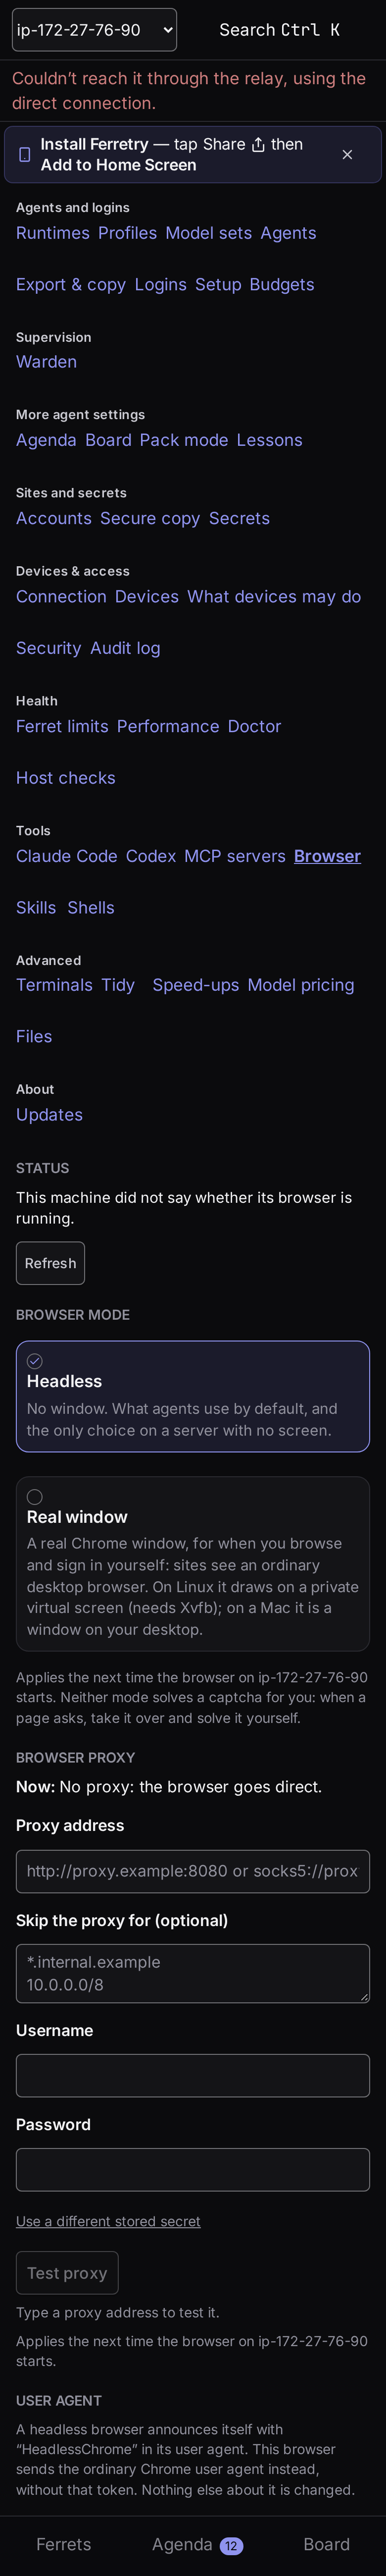 ip-172-27-76-90 Search Ctrl K
Couldn’t reach it through the relay, using the
direct connection.
Install Ferretry — tap Share then
Add to Home Screen
Agents and logins
Runtimes Profiles Model sets Agents
Export & copy Logins Setup Budgets
Supervision
Warden
More agent settings
Agenda Board Pack mode Lessons
Sites and secrets
Accounts Secure copy Secrets
Devices & access
Connection Devices What devices may do
Security Audit log
Health
Ferret limits Performance Doctor
Host checks
Tools
Claude Code Codex MCP servers Browser
Skills Shells
Advanced
Terminals Tidy Speed-ups Model pricing
Files
About
Updates
STATUS
This machine did not say whether its browser is
running.
Refresh
BROWSER MODE
Headless
No window. What agents use by default, and
the only choice on a server with no screen.
Real window
A real Chrome window, for when you browse
and sign in yourself: sites see an ordinary
desktop browser. On Linux it draws on a private
virtual screen (needs Xvfb); on a Mac it is a
window on your desktop.
Applies the next time the browser on ip-172-27-76-90
starts. Neither mode solves a captcha for you: when a
page asks, take it over and solve it yourself.
BROWSER PROXY
Now: No proxy: the browser goes direct.
Proxy address
http://proxy.example:8080 or socks5://prox
Skip the proxy for (optional)
*.internal.example
10.0.0.0/8
Username
Password
Use a different stored secret
Test proxy
Type a proxy address to test it.
Applies the next time the browser on ip-172-27-76-90
starts.
USER AGENT
A headless browser announces itself with
“HeadlessChrome” in its user agent. This browser
sends the ordinary Chrome user agent instead,
without that token. Nothing else about it is changed.
Ferrets Agenda 12 Board